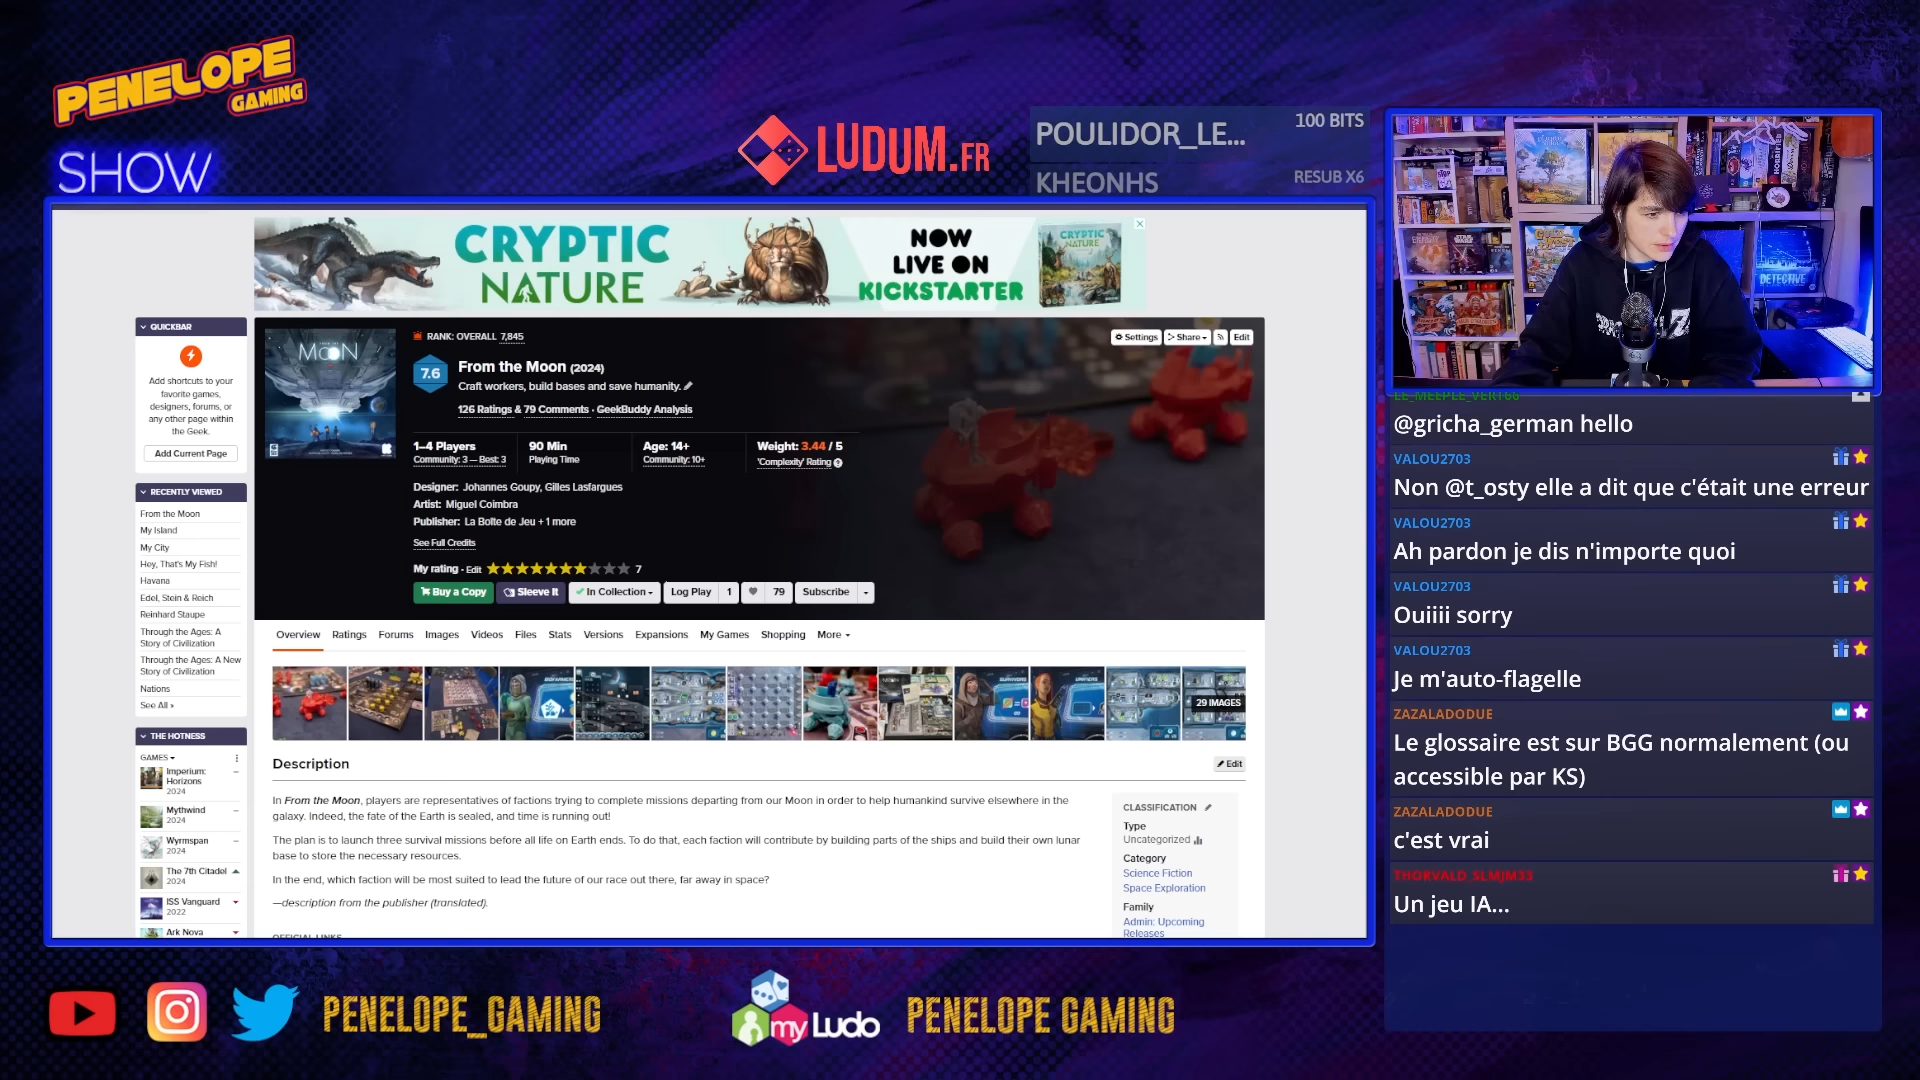 PENELOPE
GAMING
SHOW
LUDUM.FR
POULIDOR_LE...
100 BITS
KHEONHS
RESUB X6
CRYPTIC
NATURE
NOW
LIVE ON
KICKSTARTER
CRYPTIC
NATURE
QUICKBAR
Add shortcuts to your
favorite games,
designers, forums, or
any other page within
the Geek.
Add Current Page
RECENTLY VIEWED
From the Moon
My Island
My City
Hey, That's My Fish!
Havana
Edel, Stein & Reich
Reinhard Staupe
Through the Ages: A
Story of Civilization
Through the Ages: A New
Story of Civilization
Nations
See All »
THE HOTNESS
GAMES
Imperium:
Horizons
2024
Mythwind
2024
Wyrmspan
2024
The 7th Citadel
2024
ISS Vanguard
2022
Ark Nova
MOON
RANK: OVERALL 7,845
Settings
Share
Edit
7.6
From the Moon (2024)
Craft workers, build bases and save humanity.
126 Ratings & 79 Comments · GeekBuddy Analysis
1–4 Players
Community: 3 — Best: 3
90 Min
Playing Time
Age: 14+
Community: 10+
Weight: 3.44 / 5
'Complexity' Rating
Designer: Johannes Goupy, Gilles Lasfargues
Artist: Miguel Coimbra
Publisher: La Boîte de Jeu + 1 more
See Full Credits
My rating · Edit
7
Buy a Copy
Sleeve It
In Collection
Log Play
1
79
Subscribe
Overview
Ratings
Forums
Images
Videos
Files
Stats
Versions
Expansions
My Games
Shopping
More
29 IMAGES
Description
Edit
In From the Moon, players are representatives of factions trying to complete missions departing from our Moon in order to help humankind survive elsewhere in the
galaxy. Indeed, the fate of the Earth is sealed, and time is running out!
The plan is to launch three survival missions before all life on Earth ends. To do that, each faction will contribute by building parts of the ships and build their own lunar
base to store the necessary resources.
In the end, which faction will be most suited to lead the future of our race out there, far away in space?
—description from the publisher (translated).
OFFICIAL LINKS
CLASSIFICATION
Type
Uncategorized
Category
Science Fiction
Space Exploration
Family
Admin: Upcoming
Releases
DETECTIVE
LE_MEEPLE_VERT66
@gricha_german hello
VALOU2703
Non @t_osty elle a dit que c'était une erreur
VALOU2703
Ah pardon je dis n'importe quoi
VALOU2703
Ouiiii sorry
VALOU2703
Je m'auto-flagelle
ZAZALADODUE
Le glossaire est sur BGG normalement (ou
accessible par KS)
ZAZALADODUE
c'est vrai
THORVALD_SLMJM33
Un jeu IA...
PENELOPE_GAMING
my Ludo
PENELOPE GAMING